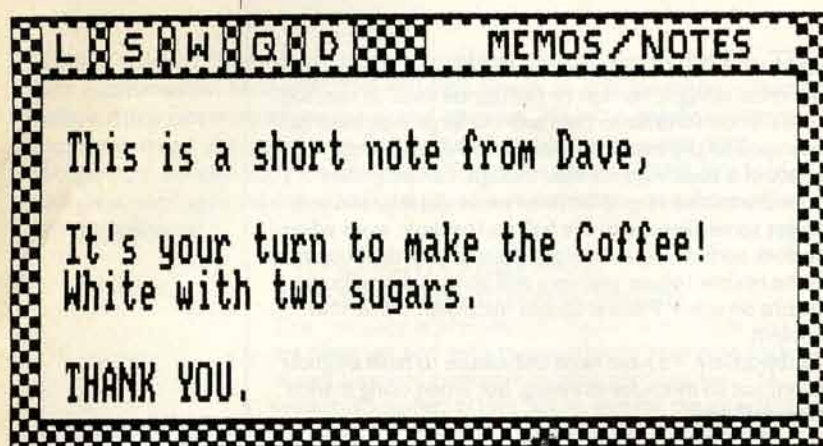 L S W Q D MEMOS/NOTES
This is a short note from Dave,
It's your turn to make the Coffee!
White with two sugars.
THANK YOU.